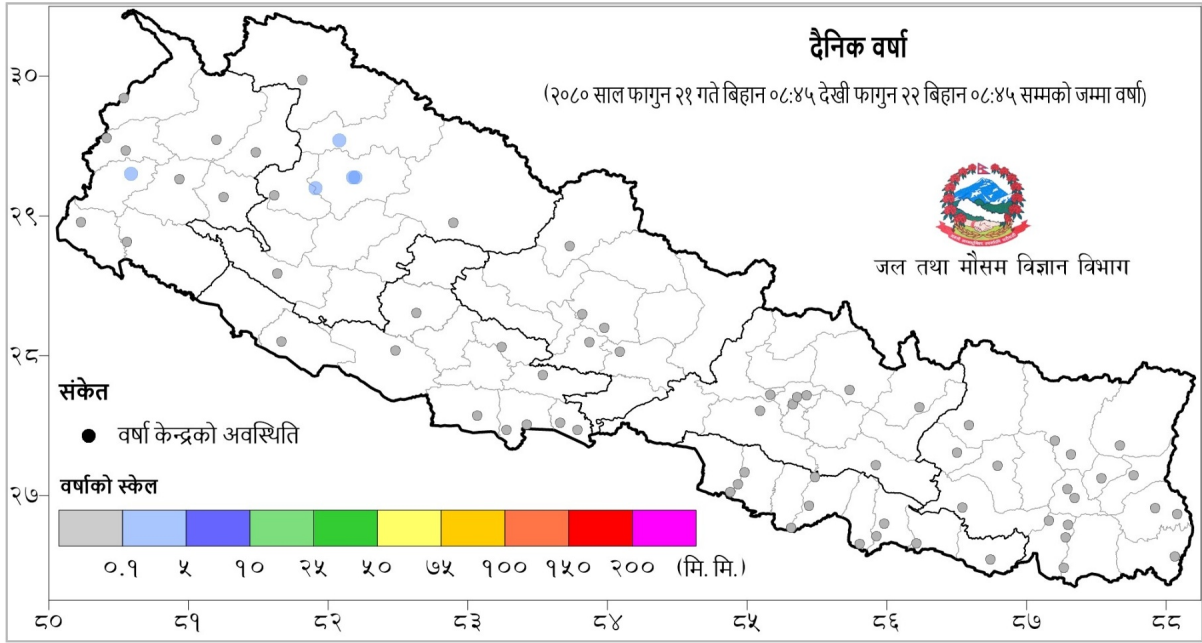 दैनिक वर्षा
(२०८० साल फागुन २१ गते बिहान ०८:४५ देखी फागुन २२ बिहान ०८:४५ सम्मको जम्मा वर्षा)
३०
२९
२८
२७
जल तथा मौसम विज्ञान विभाग
संकेत
वर्षा केन्द्रको अवस्थिति
वर्षाको स्केल
०.१ ५ १० २५ ५० ७५ १०० १५० २०० (मि. मि.)
८० ८१ ८२ ८३ ८४ ८५ ८६ ८७ ८८